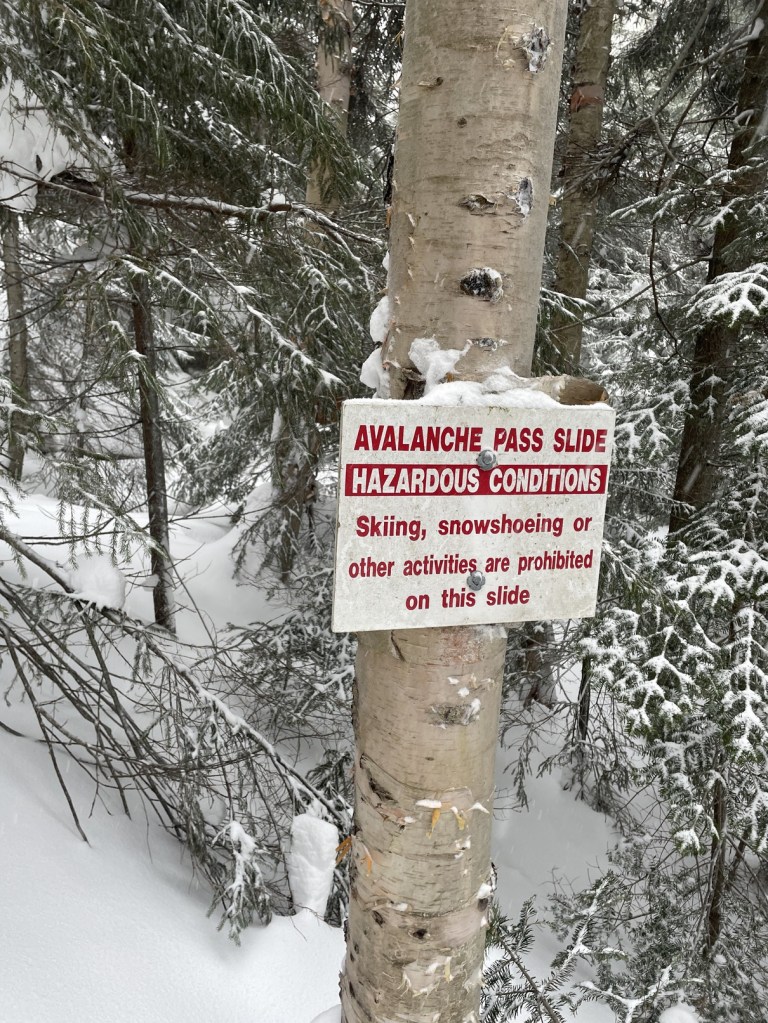 AVALANCHE PASS SLIDE
HAZARDOUS CONDITIONS
Skiing, snowshoeing or
other activities are prohibited
on this slide